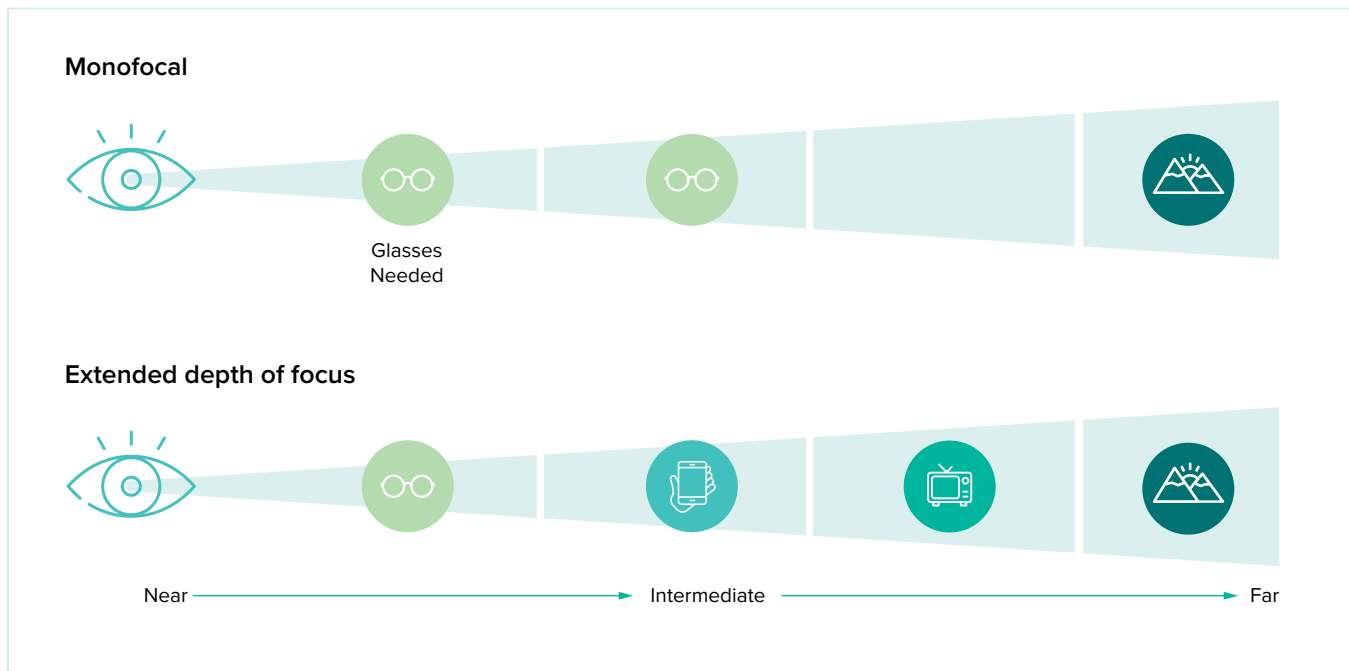 Monofocal
Glasses
Needed
Extended depth of focus
Near
Intermediate
Far